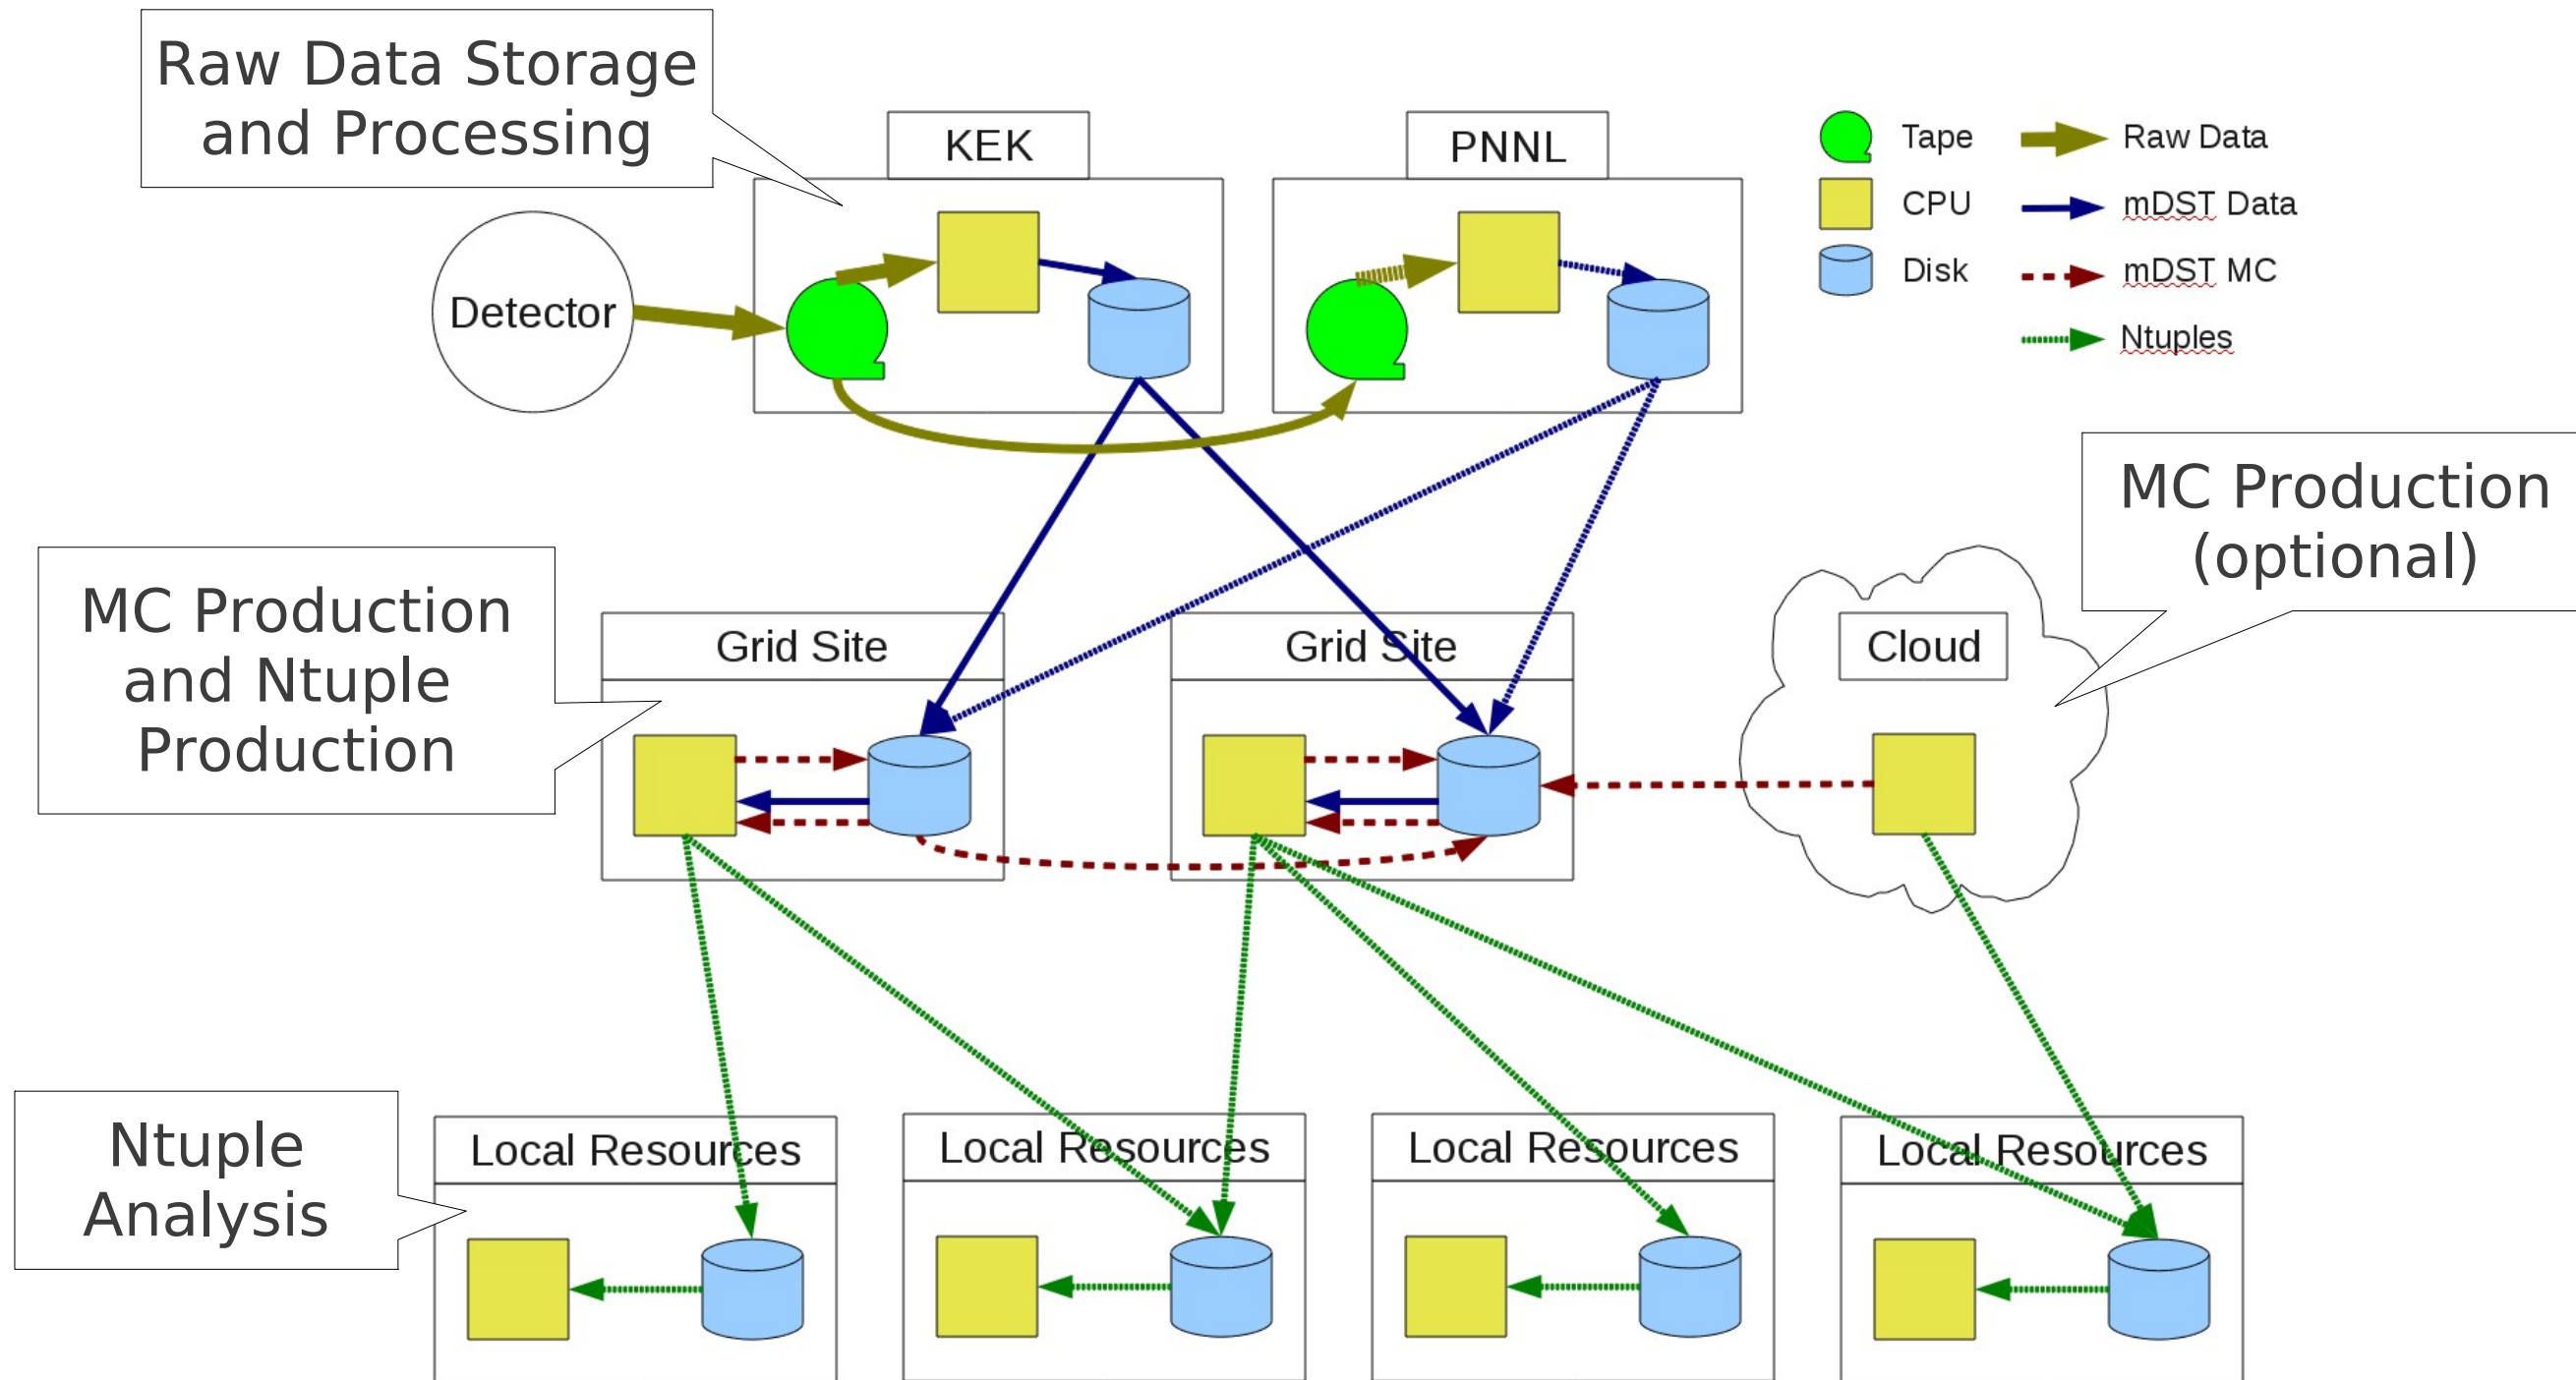 Raw Data Storage
and Processing
KEK
PNNL
Tape
Raw Data
CPU
mDST Data
Disk
mDST MC
Ntuples
Detector
MC Production
(optional)
MC Production
and Ntuple
Production
Grid Site
Grid Site
Cloud
Ntuple
Analysis
Local Resources
Local Resources
Local Resources
Local Resources